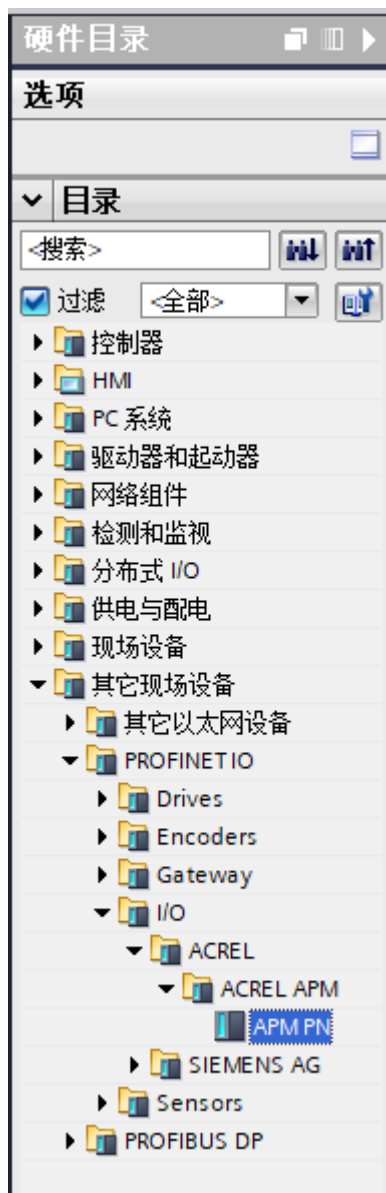 硬件目录
选项
目录
<搜索>
过滤 <全部>
控制器
HMI
PC 系统
驱动器和起动器
网络组件
检测和监视
分布式 I/O
供电与配电
现场设备
其它现场设备
其它以太网设备
PROFINET IO
Drives
Encoders
Gateway
I/O
ACREL
ACREL APM
APM PN
SIEMENS AG
Sensors
PROFIBUS DP